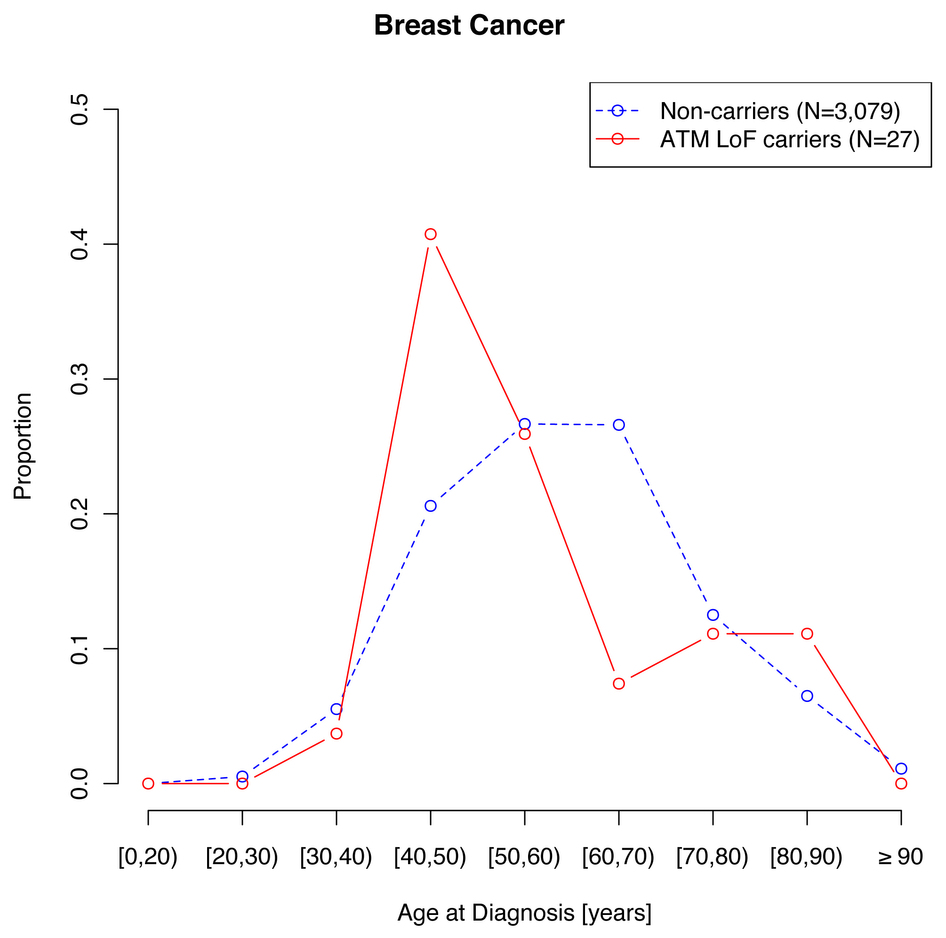 Breast Cancer
Non-carriers (N=3,079)
ATM LoF carriers (N=27)
0.5
0.4
0.3
0.2
0.1
0.0
Proportion
[0,20) [20,30) [30,40) [40,50) [50,60) [60,70) [70,80) [80,90) ≥ 90
Age at Diagnosis [years]